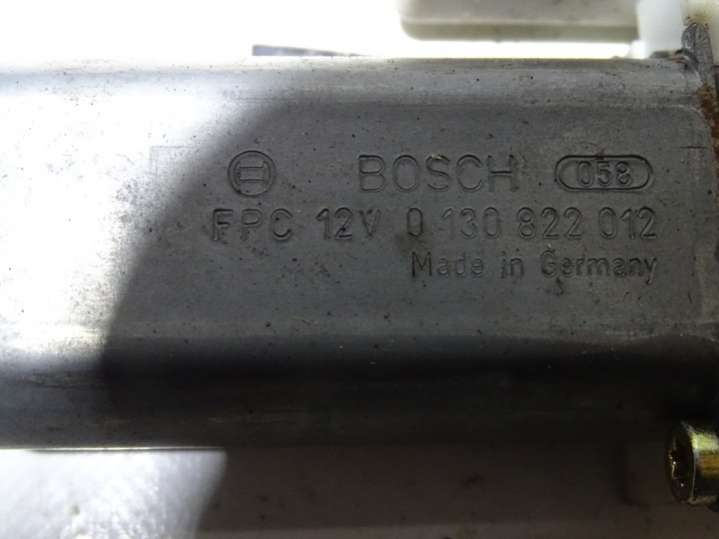 BOSCH 058
FPC 12V 0 130 822 012
Made in Germany